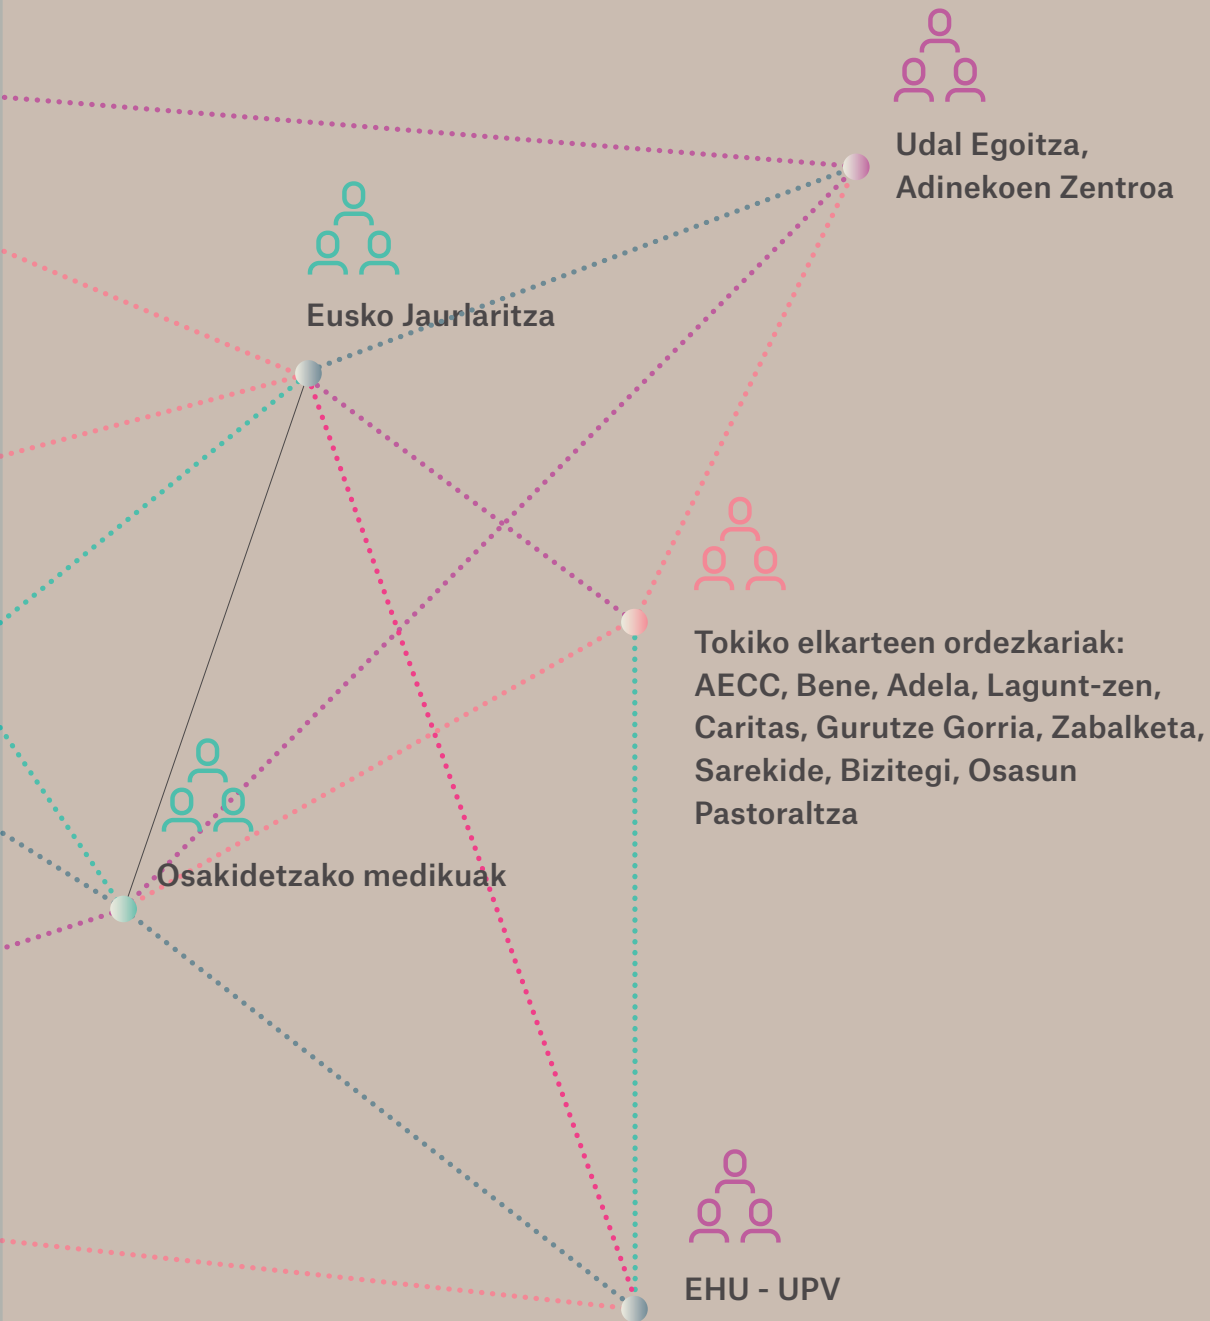 Udal Egoitza,
Adinekoen Zentroa
Eusko Jaurlaritza
Tokiko elkarteen ordezkariak:
AECC, Bene, Adela, Lagunt-zen,
Caritas, Gurutze Gorria, Zabalketa,
Sarekide, Bizitegi, Osasun
Pastoraltza
Osakidetzako medikuak
EHU - UPV